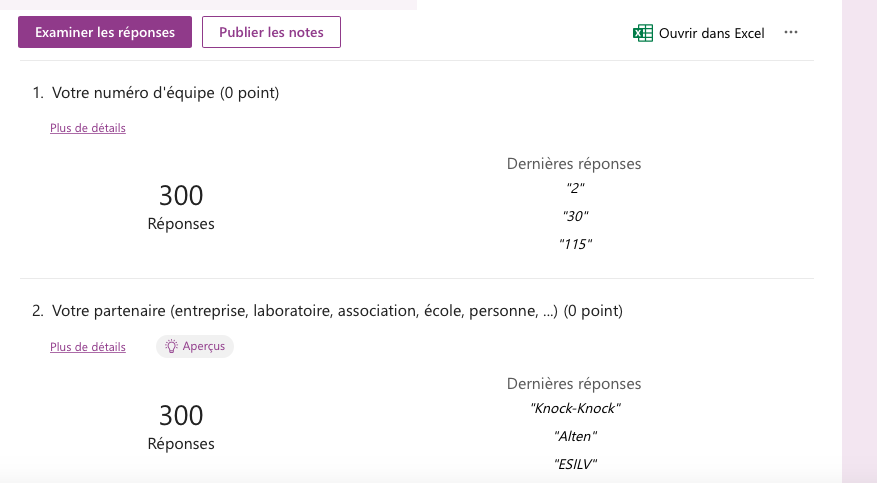 Examiner les réponses
Publier les notes
Ouvrir dans Excel
1. Votre numéro d'équipe (0 point)
Plus de détails
300
Réponses
Dernières réponses
"2"
"30"
"115"
2. Votre partenaire (entreprise, laboratoire, association, école, personne, ...) (0 point)
Plus de détails
Aperçus
300
Réponses
Dernières réponses
"Knock-Knock"
"Alten"
"ESILV"